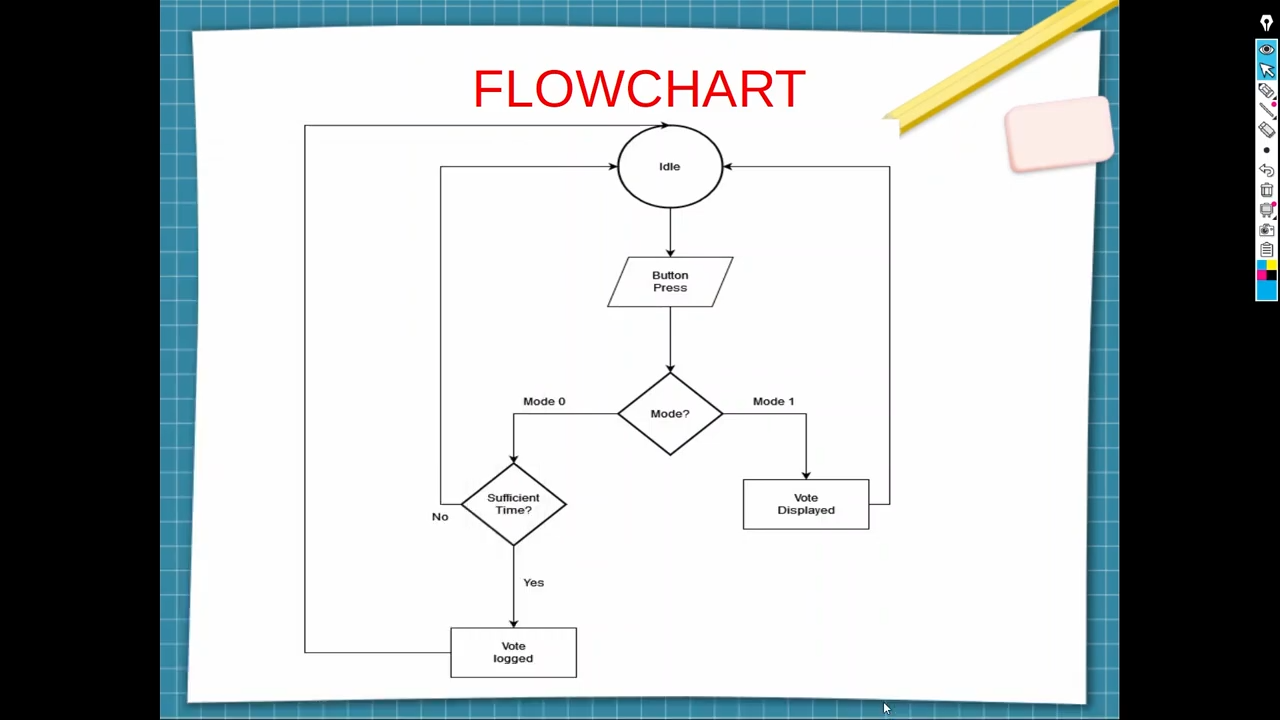 FLOWCHART
Idle
Button
Press
Mode 0
Mode?
Mode 1
Sufficient
Time?
No
Vote
Displayed
Yes
Vote
logged